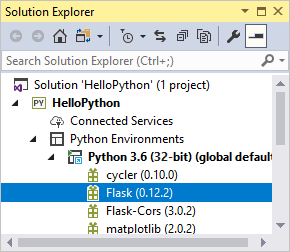 Solution Explorer
Search Solution Explorer (Ctrl+;)
Solution 'HelloPython' (1 project)
PY HelloPython
Connected Services
Python Environments
Python 3.6 (32-bit) (global defaul
cycler (0.10.0)
Flask (0.12.2)
Flask-Cors (3.0.2)
matplotlib (2.0.2)